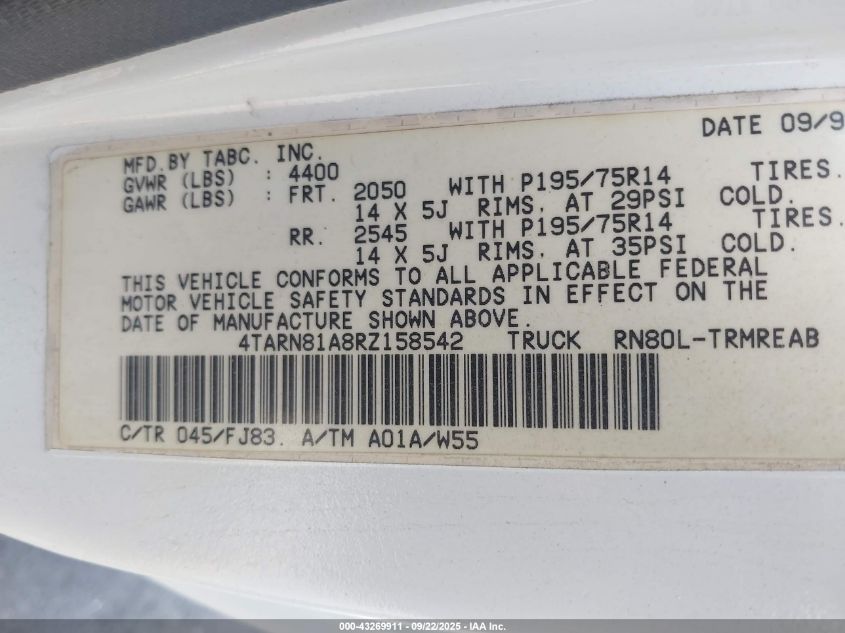 DATE 09/9
MFD.BY TABC. INC.
GVWR (LBS) : 4400
GAWR (LBS) : FRT. 2050 WITH P195/75R14 TIRES.
14 X 5J RIMS. AT 29PSI COLD.
RR. 2545 WITH P195/75R14 TIRES.
14 X 5J RIMS. AT 35PSI COLD.
THIS VEHICLE CONFORMS TO ALL APPLICABLE FEDERAL
MOTOR VEHICLE SAFETY STANDARDS IN EFFECT ON THE
DATE OF MANUFACTURE SHOWN ABOVE.
4TARN81A8RZ158542 TRUCK RN80L-TRMREAB
C/TR 045/FJ83. A/TM A01A/W55
000-43269911 - 09/22/2025 - IAA Inc.